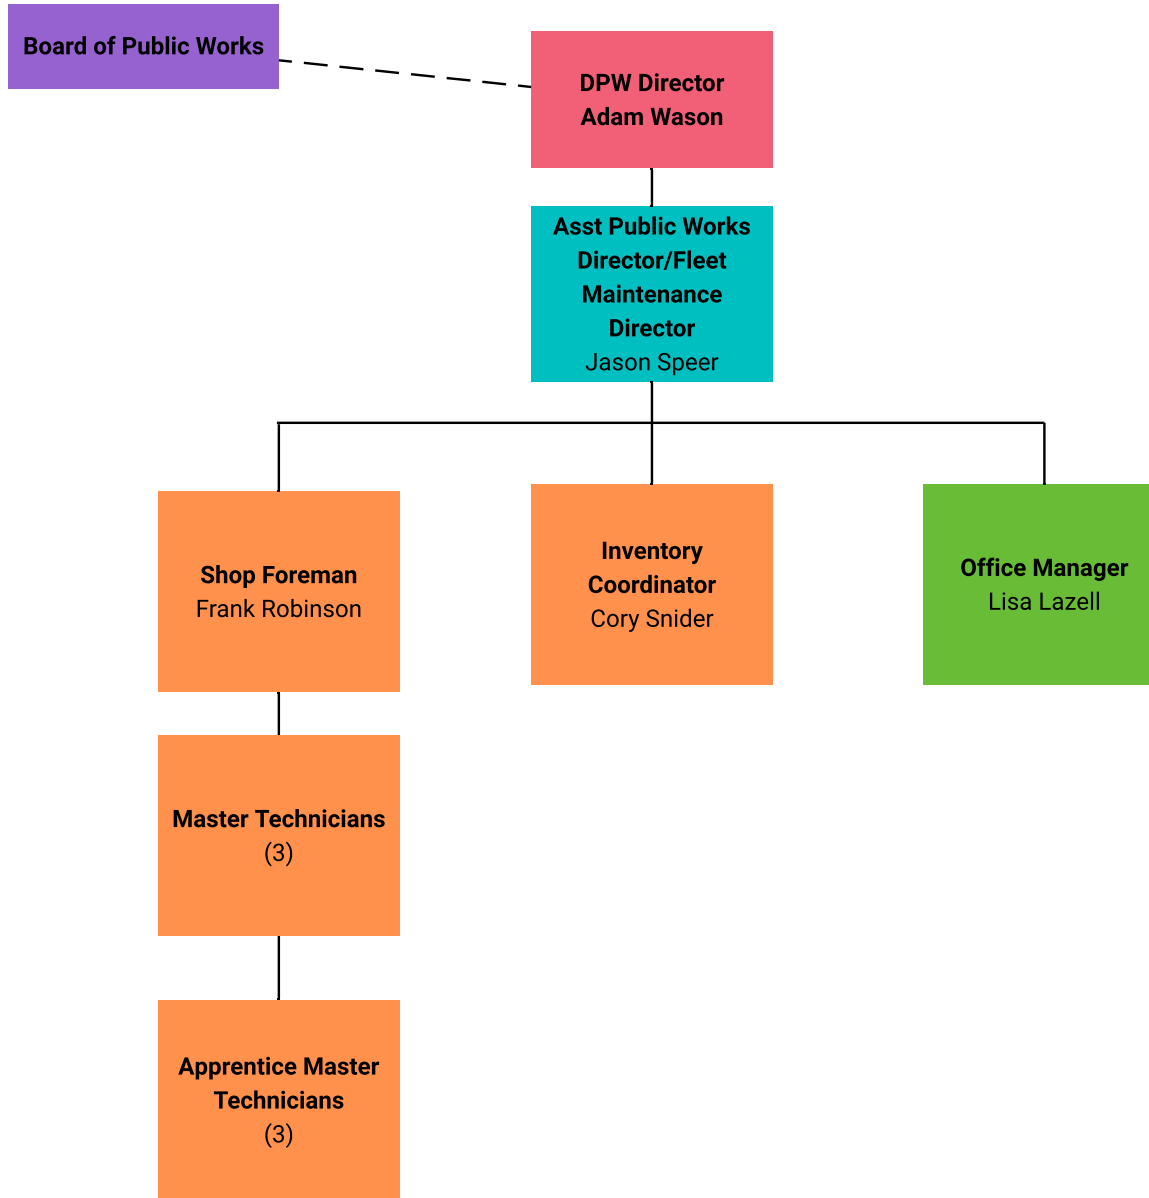 Board of Public Works
DPW Director
Adam Wason
Asst Public Works
Director/Fleet
Maintenance
Director
Jason Speer
Shop Foreman
Frank Robinson
Inventory
Coordinator
Cory Snider
Office Manager
Lisa Lazell
Master Technicians
(3)
Apprentice Master
Technicians
(3)